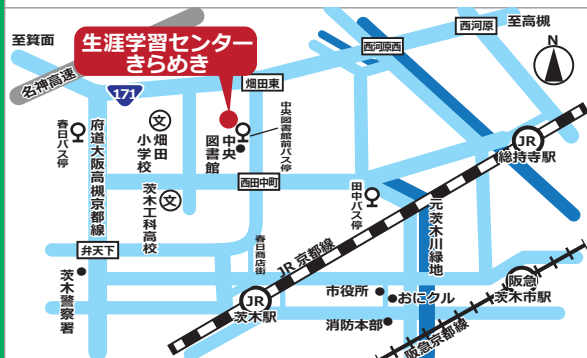 至箕面
名神高速
171
生涯学習センター
きらめき
畑田東
西河原西
西河原
至高槻
N
春日バス停
府道大阪高槻京都線
文
畑田
小学校
中央
図書館
中央図書館前バス停
JR
総持寺駅
西田中町
文
茨木工科高校
田中バス停
元茨木川緑地
弁天下
春日商店街
JR京都線
茨木警察署
JR
茨木駅
市役所
おにクル
消防本部
阪急
茨木市駅
阪急京都線